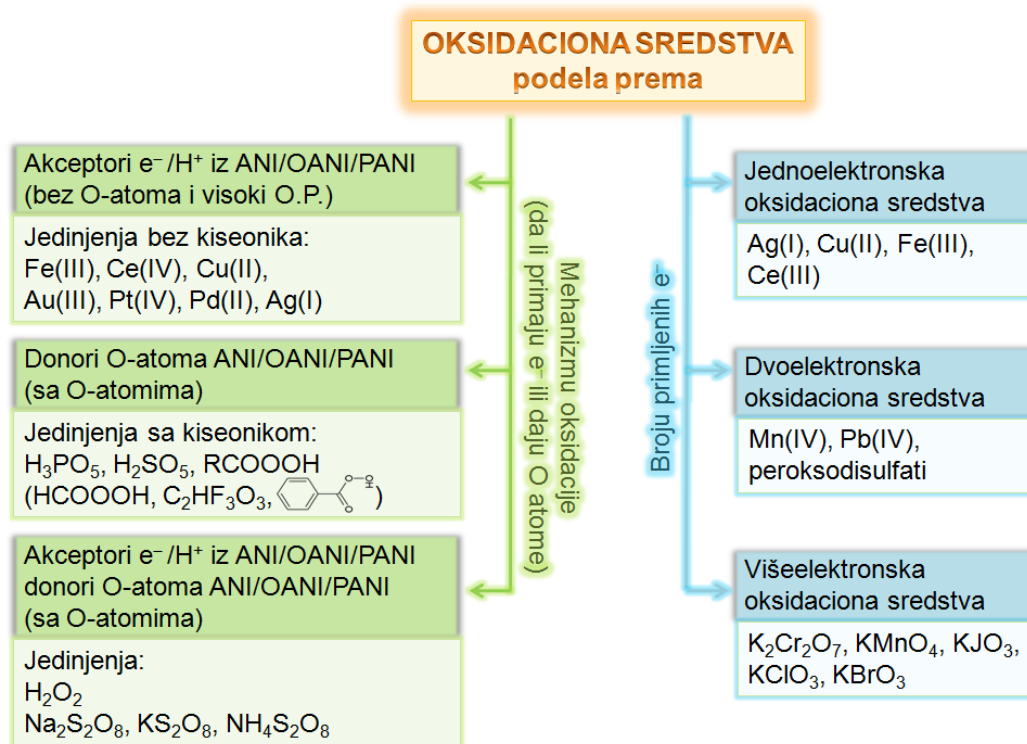 OKSIDACIONA SREDSTVA
podela prema
Akceptori e⁻/H⁺ iz ANI/OANI/PANI
(bez O-atoma i visoki O.P.)
Jedinjenja bez kiseonika:
Fe(III), Ce(IV), Cu(II),
Au(III), Pt(IV), Pd(II), Ag(I)
Donori O-atoma ANI/OANI/PANI
(sa O-atomima)
Jedinjenja sa kiseonikom:
H₃PO₅, H₂SO₅, RCOOOH
(HCOOOH, C₂HF₃O₃, O O O H)
Akceptori e⁻/H⁺ iz ANI/OANI/PANI
donori O-atoma ANI/OANI/PANI
(sa O-atomima)
Jedinjenja:
H₂O₂
Na₂S₂O₈, KS₂O₈, NH₄S₂O₈
Mehanizmu oksidacije
(da li primaju e⁻ ili daju O atome)
Broju primljenih e⁻
Jednoelektronska
oksidaciona sredstva
Ag(I), Cu(II), Fe(III),
Ce(III)
Dvoelektronska
oksidaciona sredstva
Mn(IV), Pb(IV),
peroksodisulfati
Višeelektronska
oksidaciona sredstva
K₂Cr₂O₇, KMnO₄, KJO₃,
KClO₃, KBrO₃